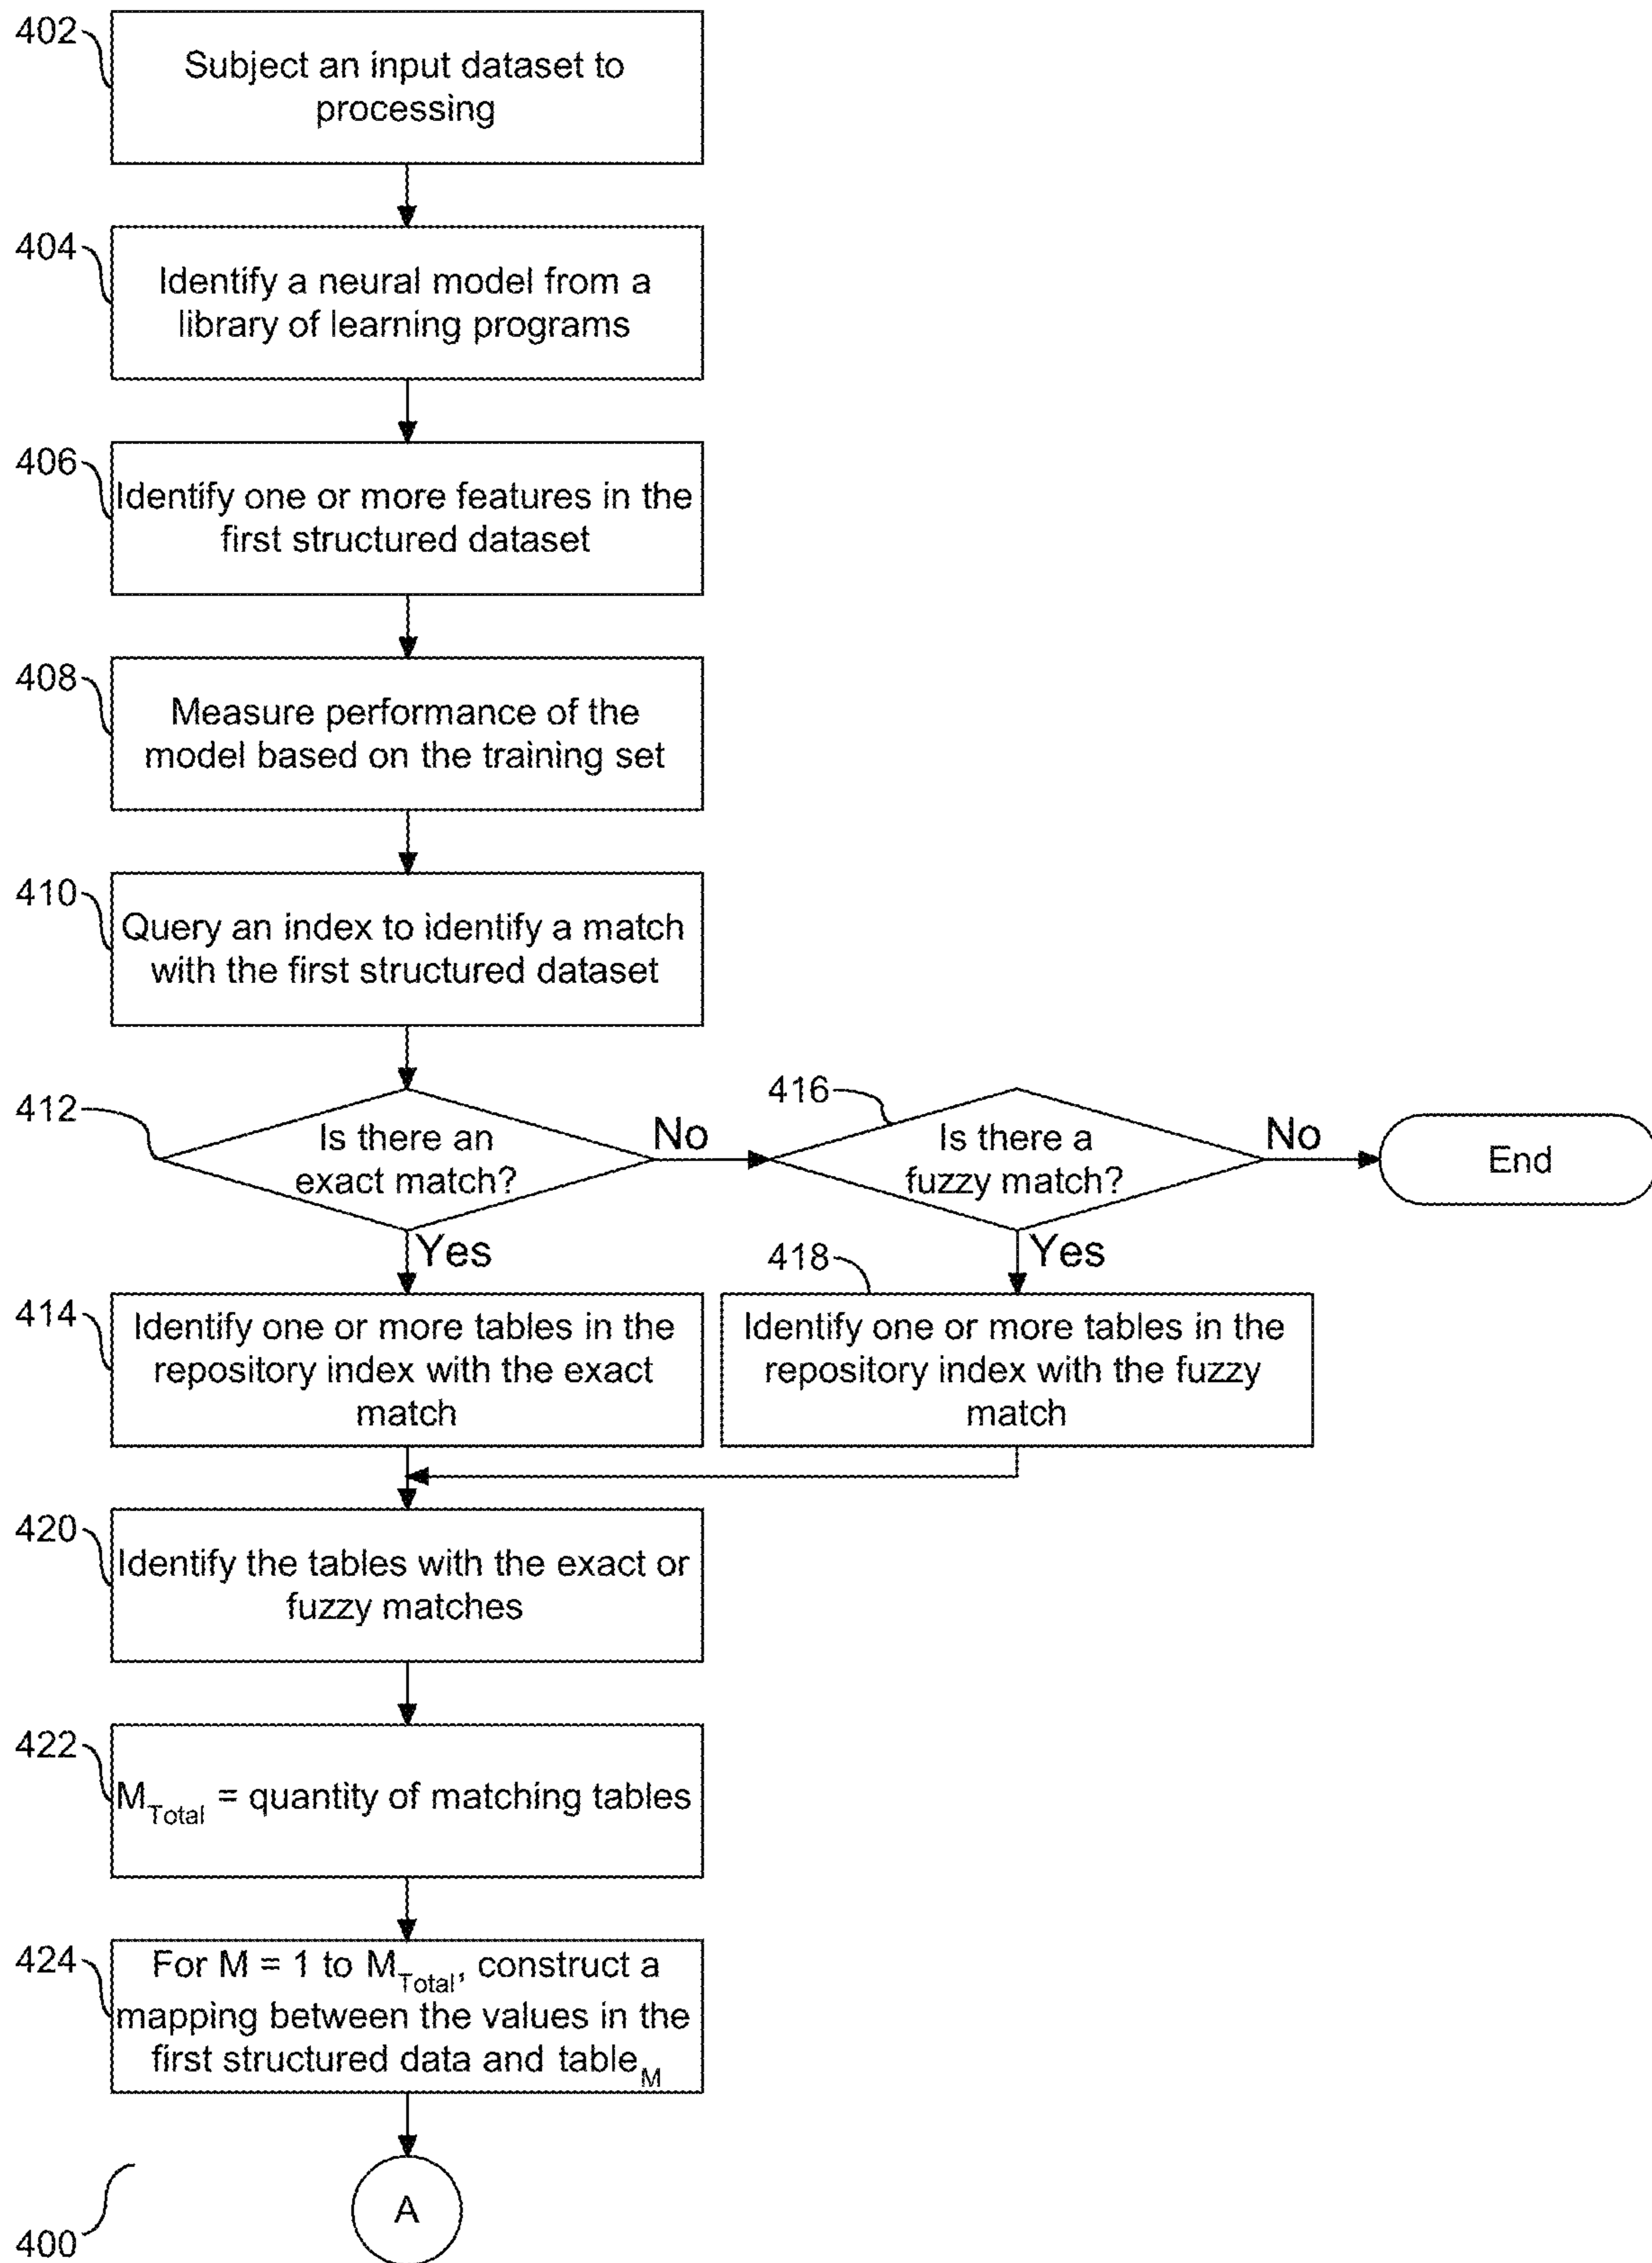 402
Subject an input dataset to
processing
404
Identify a neural model from a
library of learning programs
406
Identify one or more features in the
first structured dataset
408
Measure performance of the
model based on the training set
410
Query an index to identify a match
with the first structured dataset
412
Is there an
exact match?
No
416
Is there a
fuzzy match?
No
End
Yes
Yes
414
Identify one or more tables in the
repository index with the exact
match
418
Identify one or more tables in the
repository index with the fuzzy
match
420
Identify the tables with the exact or
fuzzy matches
422
M_Total = quantity of matching tables
424
For M = 1 to M_Total, construct a
mapping between the values in the
first structured data and table_M
A
400